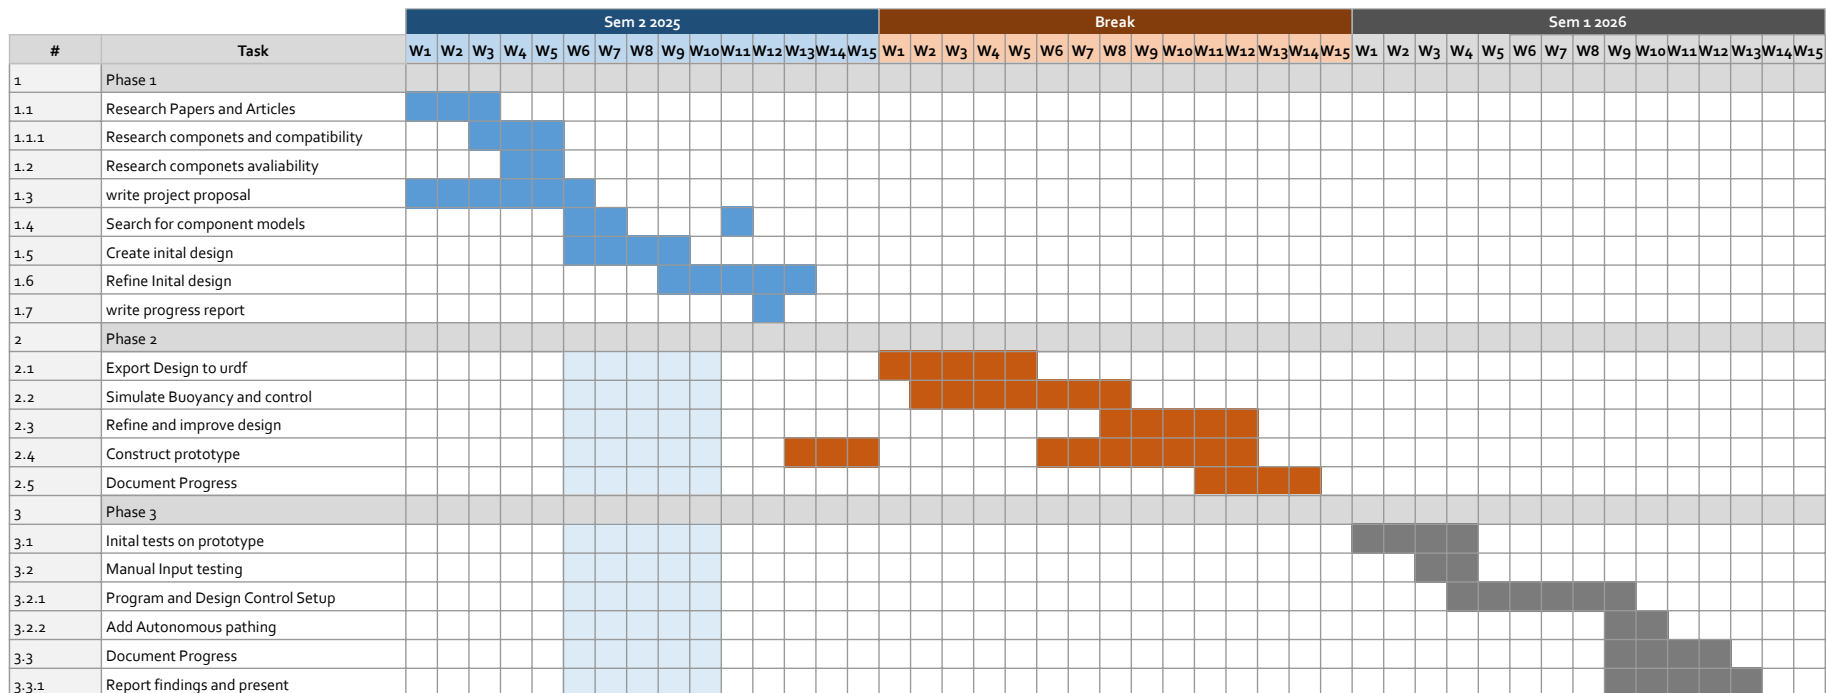 Sem 2 2025 Break Sem 1 2026
# Task W1 W2 W3 W4 W5 W6 W7 W8 W9 W10 W11 W12 W13 W14 W15 W1 W2 W3 W4 W5 W6 W7 W8 W9 W10 W11 W12 W13 W14 W15 W1 W2 W3 W4 W5 W6 W7 W8 W9 W10 W11 W12 W13 W14 W15
1 Phase 1
1.1 Research Papers and Articles
1.1.1 Research componets and compatibility
1.2 Research componets avaliability
1.3 write project proposal
1.4 Search for component models
1.5 Create inital design
1.6 Refine Inital design
1.7 write progress report
2 Phase 2
2.1 Export Design to urdf
2.2 Simulate Buoyancy and control
2.3 Refine and improve design
2.4 Construct prototype
2.5 Document Progress
3 Phase 3
3.1 Inital tests on prototype
3.2 Manual Input testing
3.2.1 Program and Design Control Setup
3.2.2 Add Autonomous pathing
3.3 Document Progress
3.3.1 Report findings and present